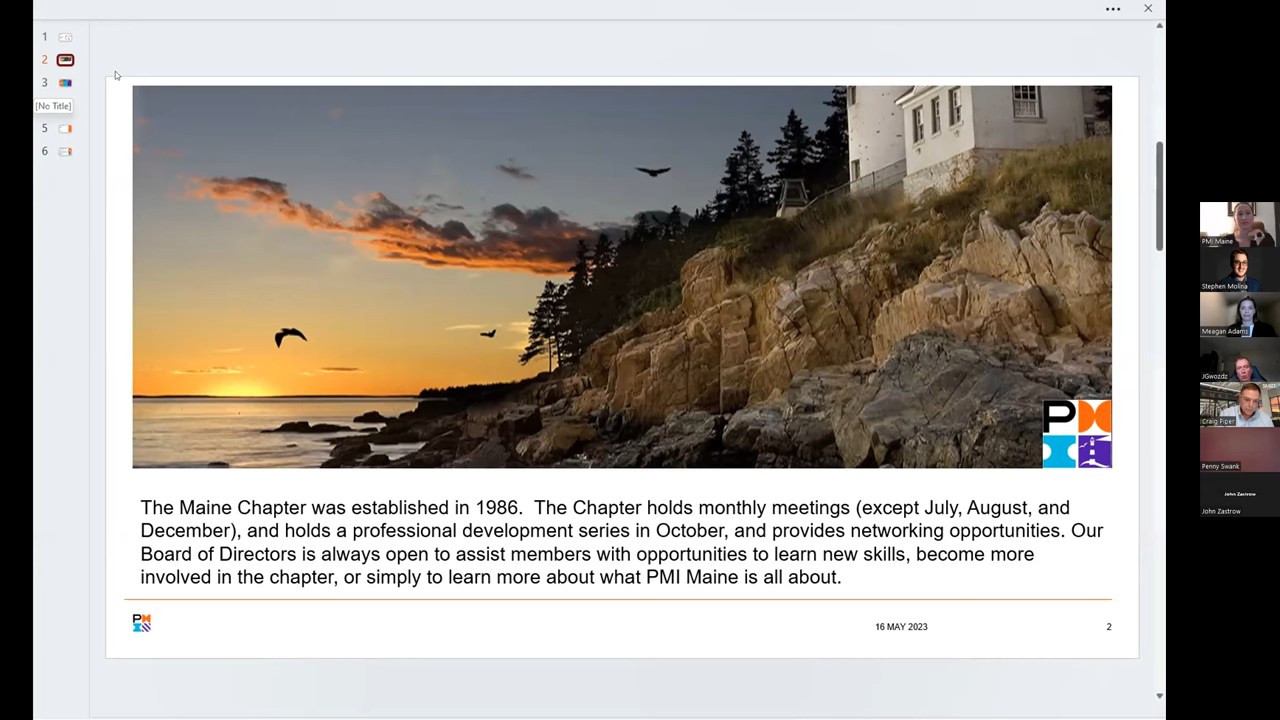 1
2
3
[No Title]
5
6
The Maine Chapter was established in 1986.  The Chapter holds monthly meetings (except July, August, and
December), and holds a professional development series in October, and provides networking opportunities. Our
Board of Directors is always open to assist members with opportunities to learn new skills, become more
involved in the chapter, or simply to learn more about what PMI Maine is all about.
16 MAY 2023
2
PMI Maine
Stephen Molina
Meagan Adams
JGwozdz
Craig Piper
Penny Swank
John Zastrow
John Zastrow